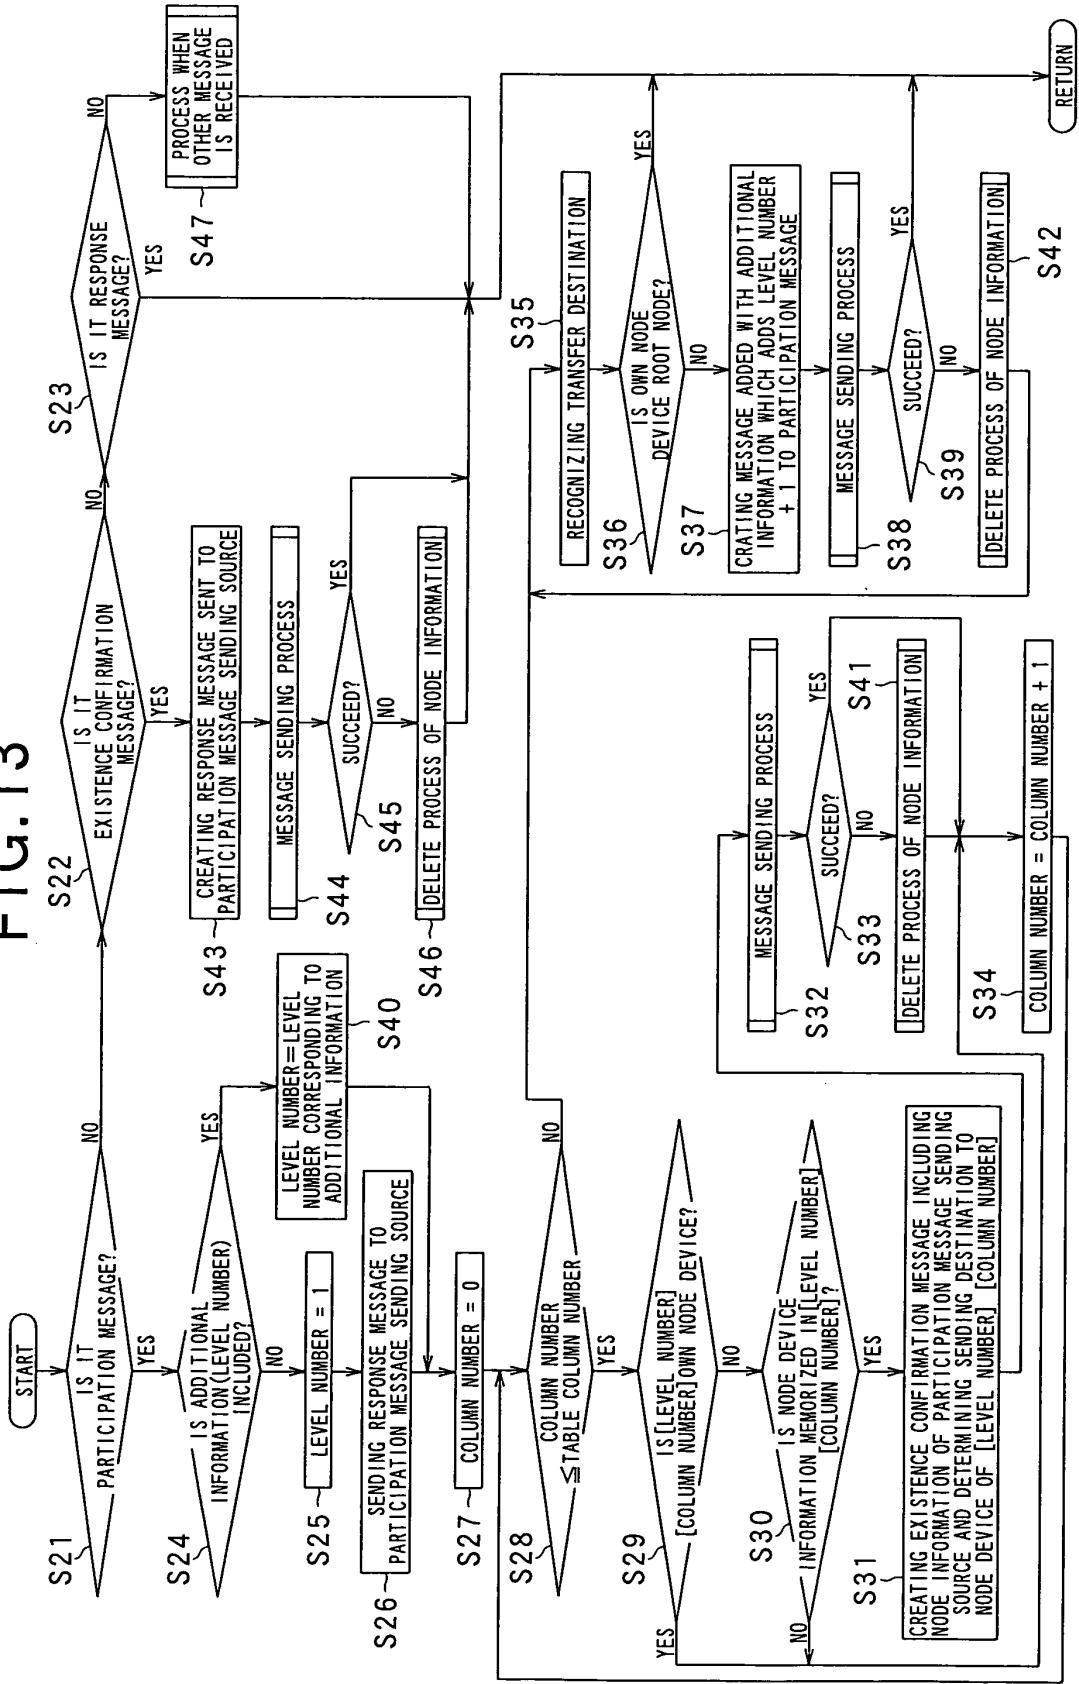 FIG.13
START
S21
IS IT
PARTICIPATION MESSAGE?
NO
YES
S22
IS IT
EXISTENCE CONFIRMATION
MESSAGE?
NO
YES
S23
IS IT RESPONSE
MESSAGE?
NO
YES
PROCESS WHEN
OTHER MESSAGE
IS RECEIVED
S47
S24
IS ADDITIONAL
INFORMATION(LEVEL NUMBER)
INCLUDED?
YES
NO
LEVEL NUMBER=LEVEL
NUMBER CORRESPONDING TO
ADDITIONAL INFORMATION
S40
S25
LEVEL NUMBER = 1
S26
SENDING RESPONSE MESSAGE TO
PARTICIPATION MESSAGE SENDING SOURCE
S27
COLUMN NUMBER = 0
S43
CREATING RESPONSE MESSAGE SENT TO
PARTICIPATION MESSAGE SENDING SOURCE
S44
MESSAGE SENDING PROCESS
S45
SUCCEED?
YES
NO
S46
DELETE PROCESS OF NODE INFORMATION
S28
COLUMN NUMBER
≦TABLE COLUMN NUMBER
NO
YES
S29
IS[LEVEL NUMBER]
[COLUMN NUMBER]OWN NODE DEVICE?
YES
NO
S30
IS NODE DEVICE
INFORMATION MEMORIZED IN[LEVEL NUMBER]
[COLUMN NUMBER]?
NO
YES
S31
CREATING EXISTENCE CONFIRMATION MESSAGE INCLUDING
NODE INFORMATION OF PARTICIPATION MESSAGE SENDING
SOURCE AND DETERMINING SENDING DESTINATION TO
NODE DEVICE OF [LEVEL NUMBER] [COLUMN NUMBER]
MESSAGE SENDING PROCESS
S32
SUCCEED?
S33
YES
NO
S41
DELETE PROCESS OF NODE INFORMATION
S34
COLUMN NUMBER = COLUMN NUMBER + 1
S35
RECOGNIZING TRANSFER DESTINATION
S36
IS OWN NODE
DEVICE ROOT NODE?
YES
NO
S37
CRATING MESSAGE ADDED WITH ADDITIONAL
INFORMATION WHICH ADDS LEVEL NUMBER
+ 1 TO PARTICIPATION MESSAGE
S38
MESSAGE SENDING PROCESS
S39
SUCCEED?
YES
NO
DELETE PROCESS OF NODE INFORMATION
S42
RETURN